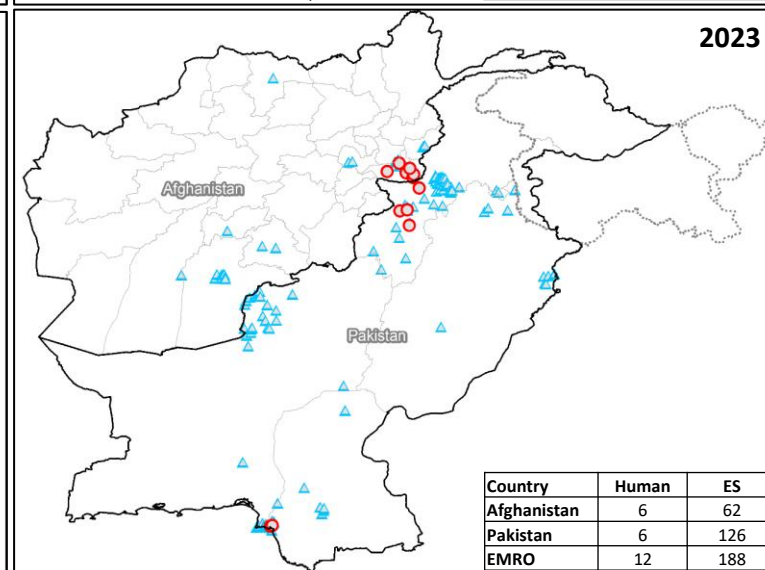 2023
Afghanistan
Pakistan
Country Human ES
Afghanistan 6 62
Pakistan 6 126
EMRO 12 188